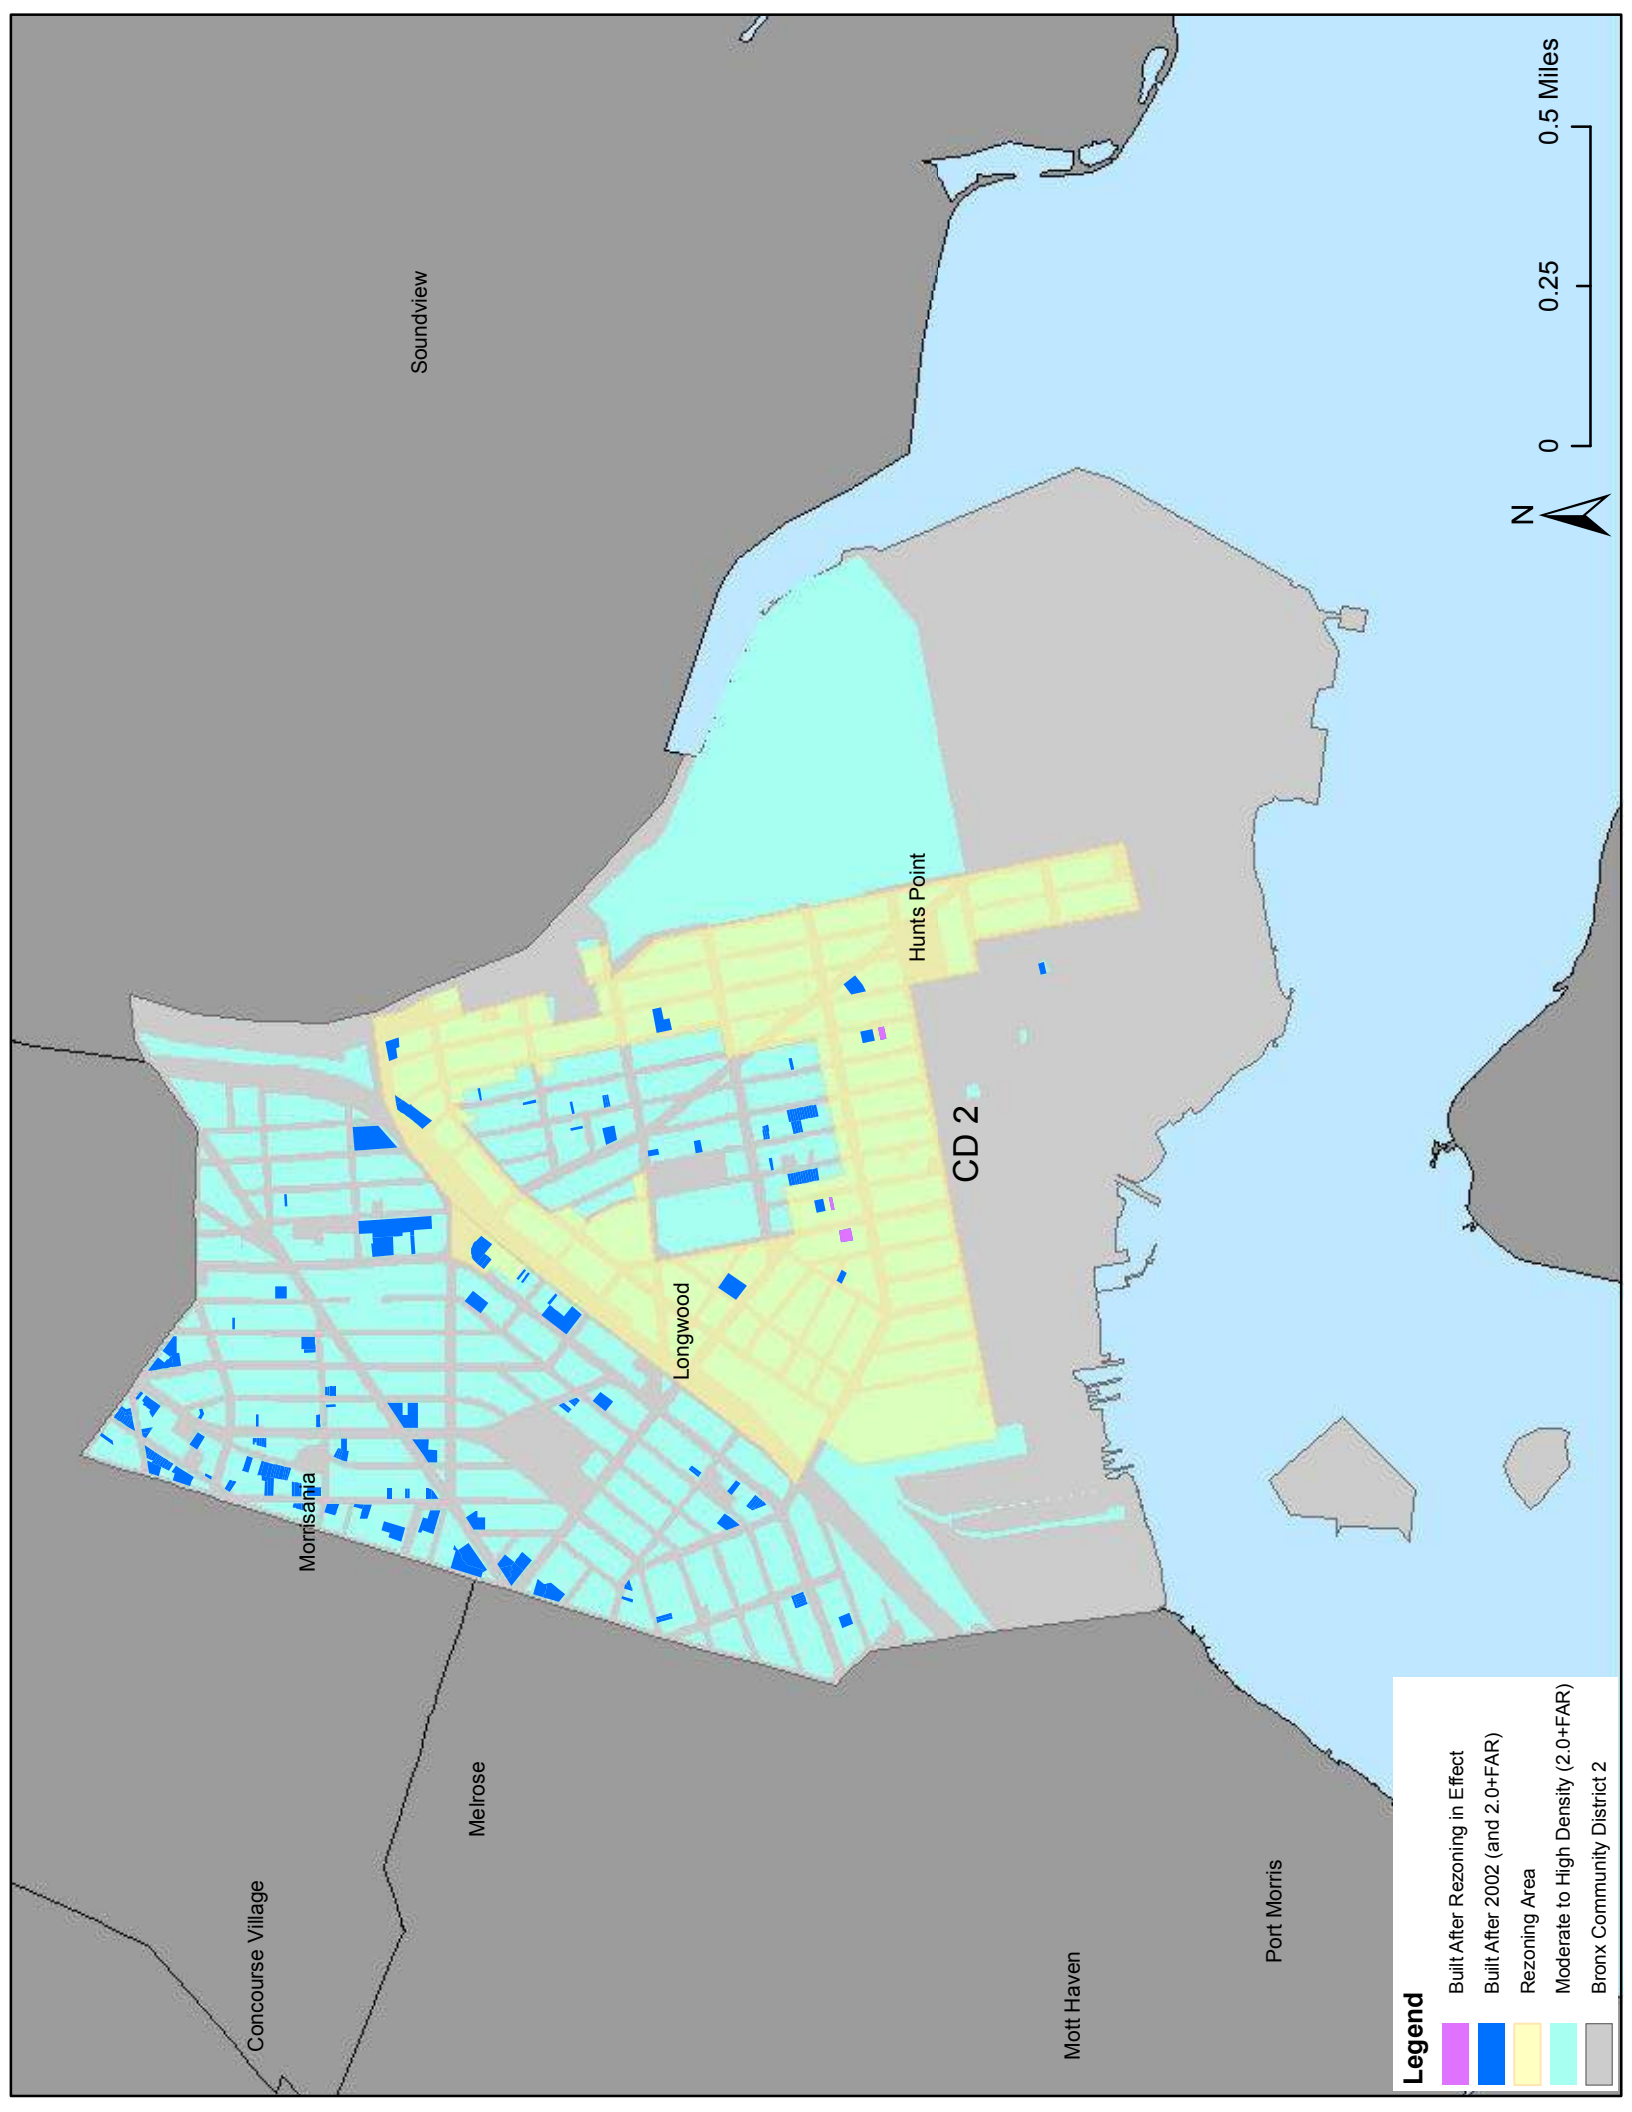 Concourse Village
Morrisania
Soundview
Melrose
Longwood
Hunts Point
CD 2
Mott Haven
Port Morris
Legend
Built After Rezoning in Effect
Built After 2002 (and 2.0+FAR)
Rezoning Area
Moderate to High Density (2.0+FAR)
Bronx Community District 2
N
0 0.25 0.5 Miles